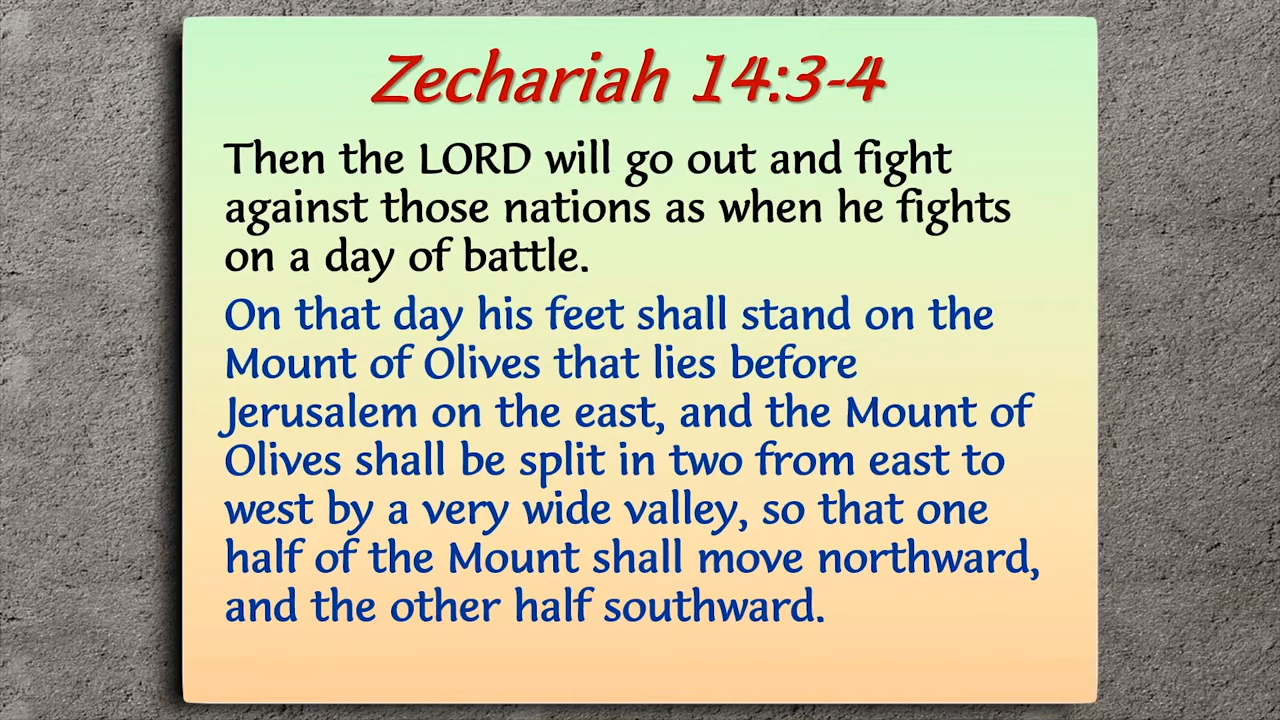 Zechariah 14:3-4
Then the LORD will go out and fight
against those nations as when he fights
on a day of battle.
On that day his feet shall stand on the
Mount of Olives that lies before
Jerusalem on the east, and the Mount of
Olives shall be split in two from east to
west by a very wide valley, so that one
half of the Mount shall move northward,
and the other half southward.